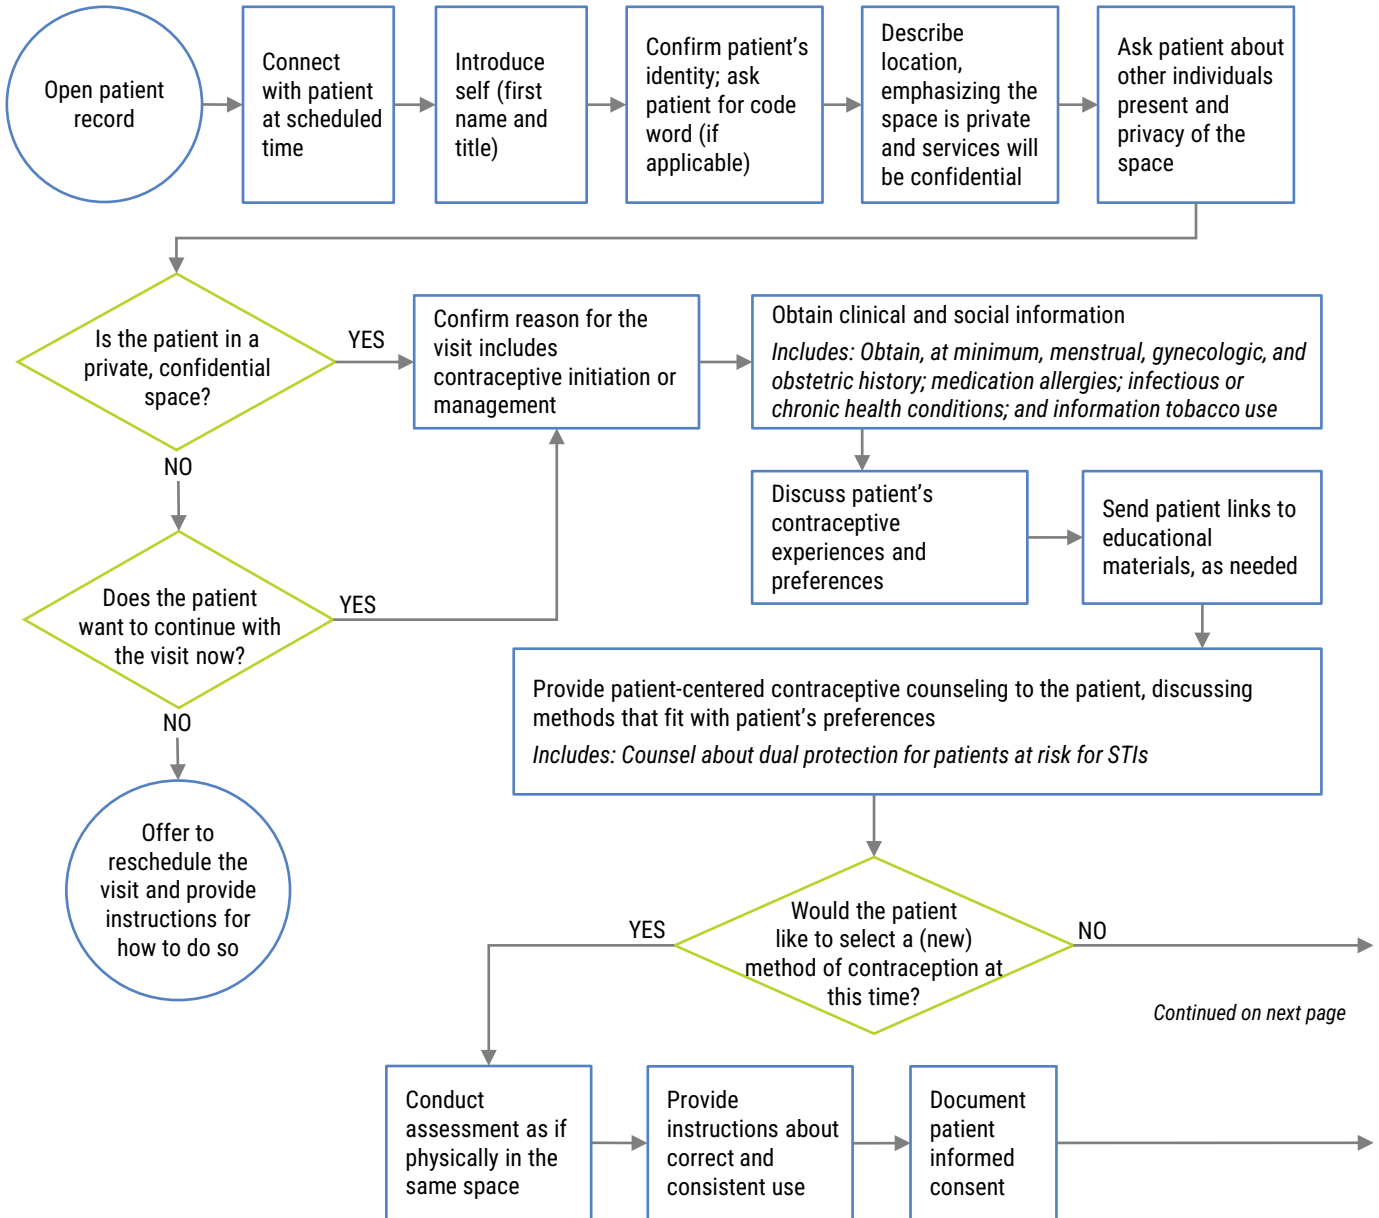 Open patient
record
Connect
with patient
at scheduled
time
Introduce
self (first
name and
title)
Confirm patient’s
identity; ask
patient for code
word (if
applicable)
Describe
location,
emphasizing the
space is private
and services will
be confidential
Ask patient about
other individuals
present and
privacy of the
space
Is the patient in a
private, confidential
space?
YES
NO
Confirm reason for the
visit includes
contraceptive initiation or
management
Obtain clinical and social information
Includes: Obtain, at minimum, menstrual, gynecologic, and
obstetric history; medication allergies; infectious or
chronic health conditions; and information tobacco use
Discuss patient’s
contraceptive
experiences and
preferences
Send patient links to
educational
materials, as needed
Does the patient
want to continue with
the visit now?
YES
NO
Offer to
reschedule the
visit and provide
instructions for
how to do so
Provide patient-centered contraceptive counseling to the patient, discussing
methods that fit with patient’s preferences
Includes: Counsel about dual protection for patients at risk for STIs
Would the patient
like to select a (new)
method of contraception at
this time?
YES
NO
Continued on next page
Conduct
assessment as if
physically in the
same space
Provide
instructions about
correct and
consistent use
Document
patient
informed
consent